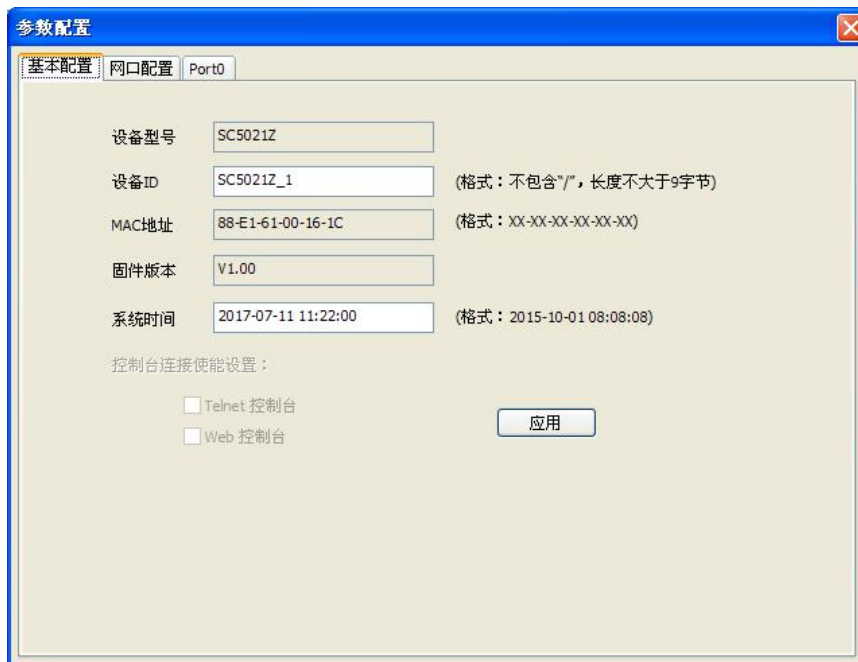 参数配置
基本配置 网口配置 Port0
设备型号 SC5021Z
设备ID SC5021Z_1 (格式：不包含“/”，长度不大于9字节)
MAC地址 88-E1-61-00-16-1C (格式：XX-XX-XX-XX-XX-XX)
固件版本 V1.00
系统时间 2017-07-11 11:22:00 (格式：2015-10-01 08:08:08)
控制台连接使能设置：
Telnet 控制台
Web 控制台
应用